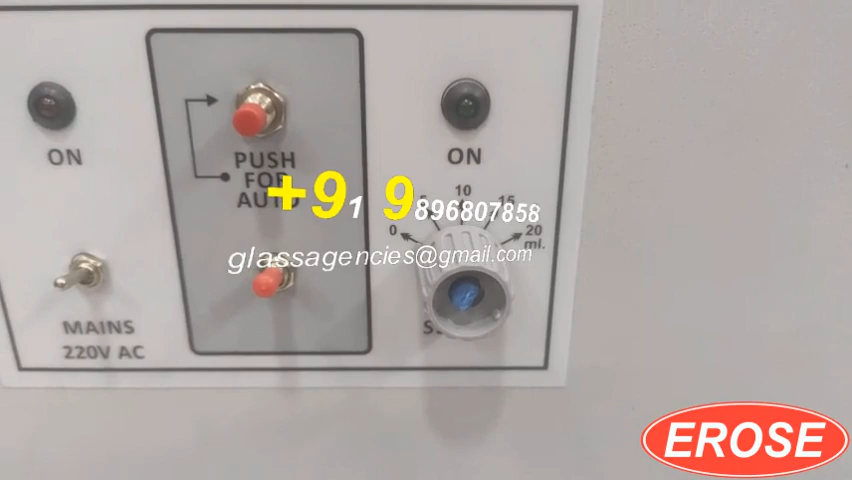 ON
PUSH
FOR
AUTO
ON
0
5
10
15
20
ml.
MAINS
220V AC
+91 9896807858
glassagencies@gmail.com
EROSE